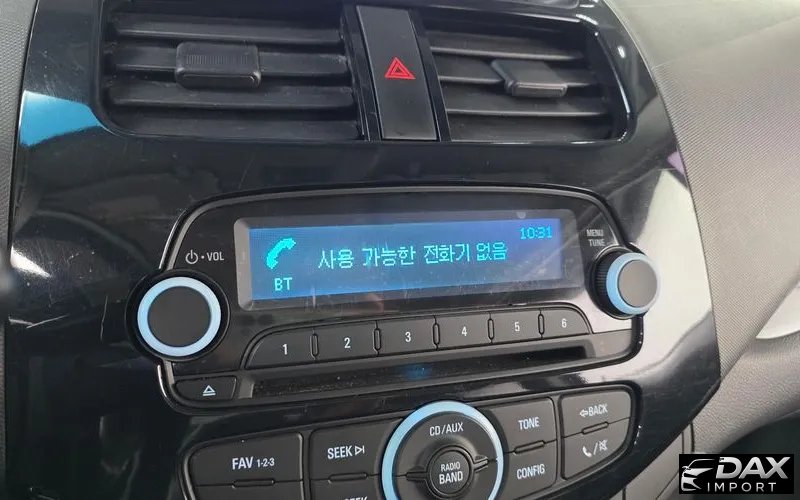 10:31
MENU
TUNE
VOL
사용 가능한 전화기 없음
BT
1 2 3 4 5 6
CD/AUX
TONE
BACK
FAV 1-2-3
SEEK
RADIO
BAND
CONFIG
SEEK
DAX
IMPORT